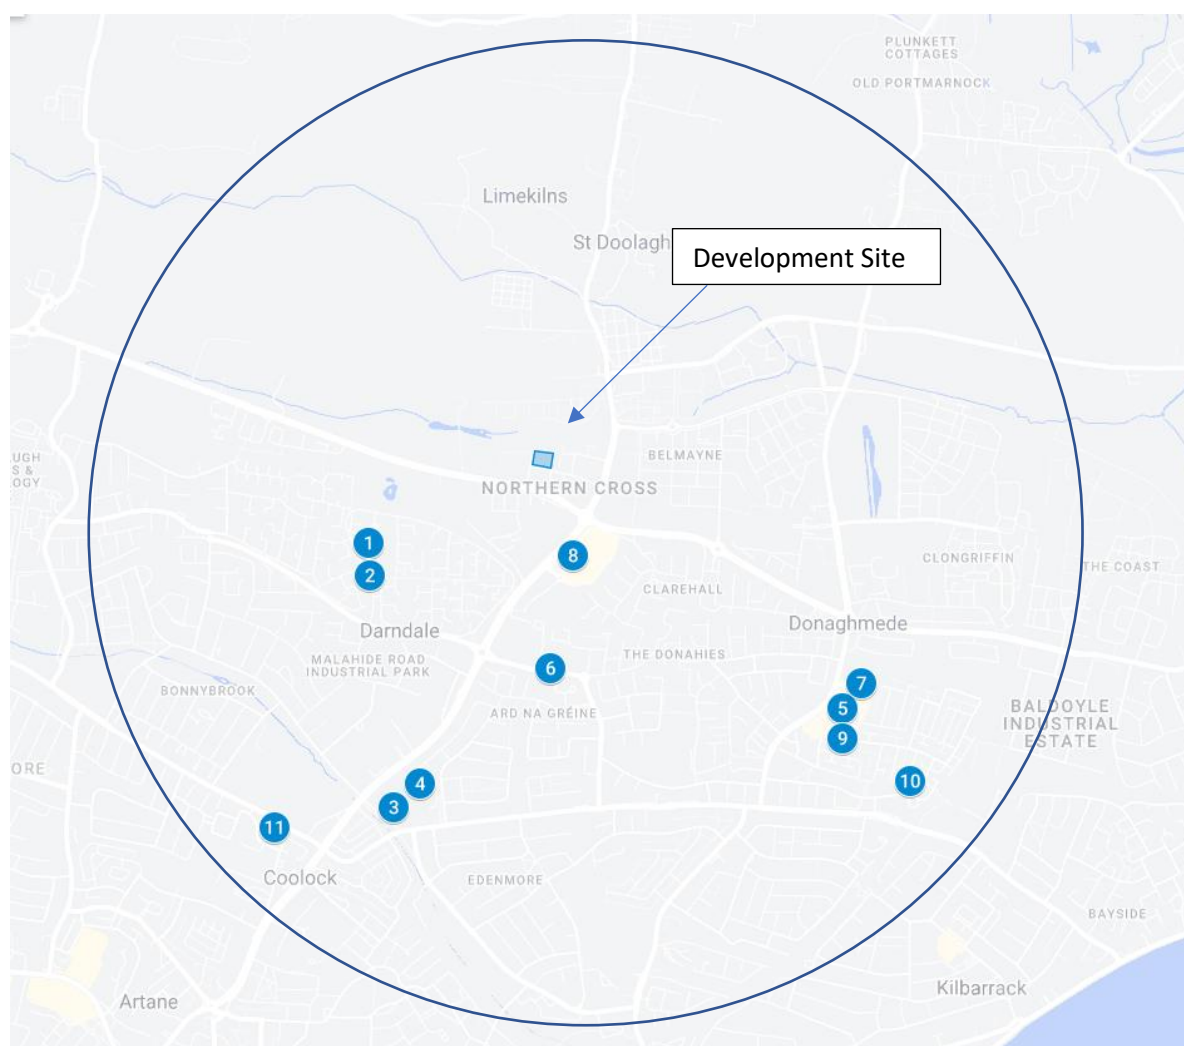 PLUNKETT
COTTAGES
OLD PORTMARNOCK
Limekilns
St Doolagh
Development Site
BELMAYNE
UGH
S &
OGY
NORTHERN CROSS
1
8
CLONGRIFFIN
THE COAST
2
CLAREHALL
Darndale
Donaghmede
MALAHIDE ROAD
INDUSTRIAL PARK
THE DONAHIES
6
7
BONNYBROOK
ARD NA GRÉINE
5
BALDOYLE
INDUSTRIAL
ESTATE
9
ORE
4
10
3
11
Coolock
EDENMORE
BAYSIDE
Artane
Kilbarrack